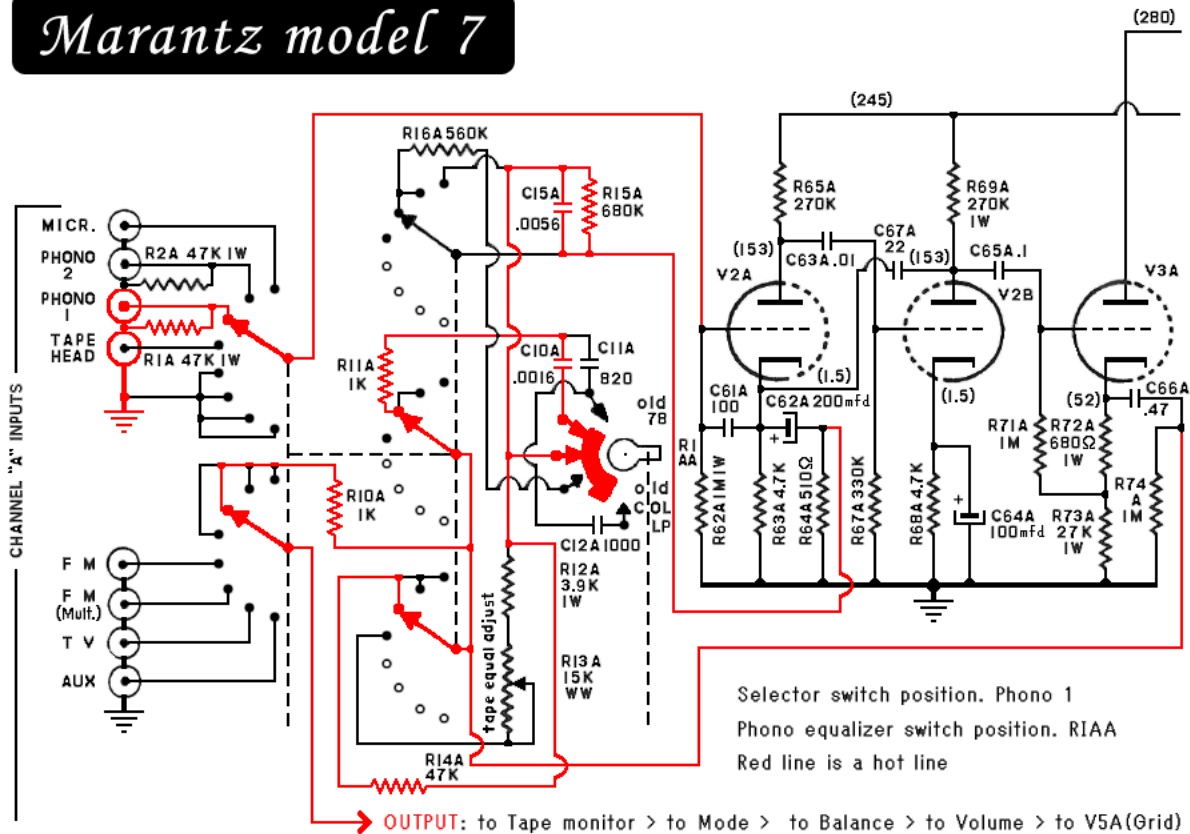 Marantz model 7
(280)
(245)
R16A 560K
MICR.
PHONO 2
PHONO 1
TAPE HEAD
R2A 47K 1W
R1A 47K 1W
C15A .0056
R15A 680K
R65A 270K
R69A 270K 1W
C67A 22
(153)
C63A .01
(153)
C65A .1
V2A
V2B
V3A
R11A 1K
C10A .0016
C11A 820
old 78
RIAA
old COL LP
C61A 100
C62A 200mfd
(1.5)
(1.5)
(52)
C66A .47
R71A 1M
R72A 680Ω 1W
R62A 1M 1W
R63A 4.7K
R64A 510Ω
R67A 330K
R68A 4.7K
+
+
C64A 100mfd
R73A 27K 1W
R74A 1M
CHANNEL "A" INPUTS
R10A 1K
C12A 1000
R12A 3.9K 1W
R13A 15K WW
tape equal adjust
R14A 47K
F M
F M (Mult.)
T V
AUX
Selector switch position. Phono 1
Phono equalizer switch position. RIAA
Red line is a hot line
OUTPUT: to Tape monitor > to Mode > to Balance > to Volume > to V5A(Grid)